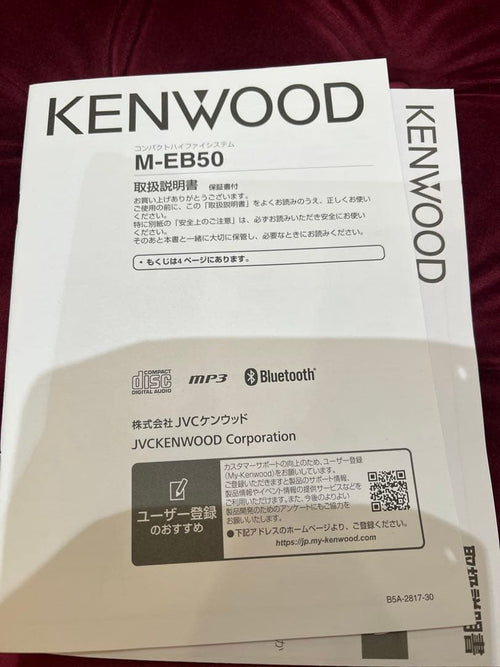 KENWOOD
コンパクトハイファイシステム
M-EB50
取扱説明書 保証書付
お買い上げありがとうございます。
ご使用の前に、この「取扱説明書」をよくお読みのうえ、正しくお使い
ください。
特に別紙の「安全上のご注意」は、必ずお読みいただき安全にお使い
ください。
そのあと本書と一緒に大切に保管し、必要なときにお読みください。
• もくじは4 ページにあります。
COMPACT
disc
DIGITAL AUDIO
MP3
Bluetooth®
株式会社 JVCケンウッド
JVCKENWOOD Corporation
ユーザー登録
のおすすめ
カスタマーサポートの向上のため、ユーザー登録
(My-Kenwood)をお願いしています。
ご登録いただきますと製品のサポート情報、
製品情報やイベント情報の提供サービスなどを
ご利用いただけます。また、今後のよりよい
製品開発のためのアンケートにもご協力を
お願いいたします。
●下記アドレスのホームページより、ご登録ください。
https://jp.my-kenwood.com
B5A-2817-30
KENWOOD